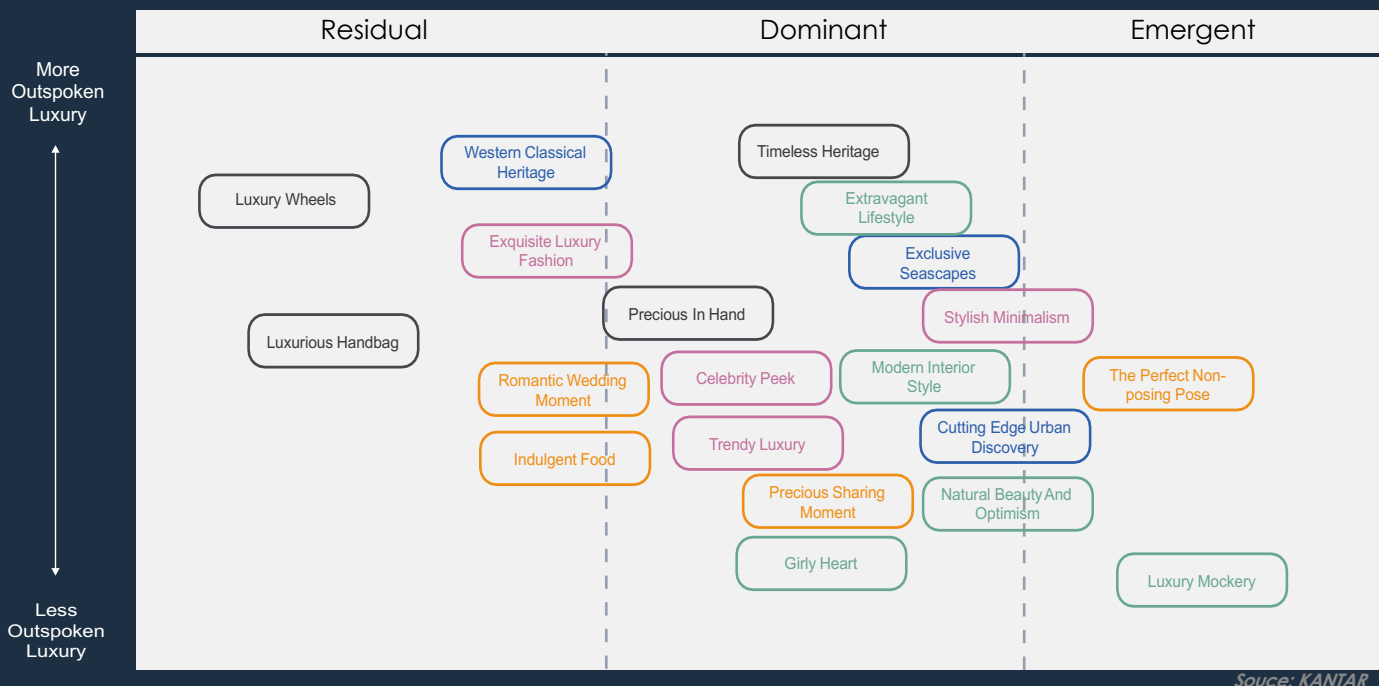 Residual
Dominant
Emergent
More
Outspoken
Luxury
Western Classical
Heritage
Timeless Heritage
Luxury Wheels
Extravagant
Lifestyle
Exquisite Luxury
Fashion
Exclusive
Seascapes
Precious In Hand
Stylish Minimalism
Luxurious Handbag
Romantic Wedding
Moment
Celebrity Peek
Modern Interior
Style
The Perfect Non-
posing Pose
Indulgent Food
Trendy Luxury
Cutting Edge Urban
Discovery
Precious Sharing
Moment
Natural Beauty And
Optimism
Girly Heart
Luxury Mockery
Less
Outspoken
Luxury
Souce: KANTAR